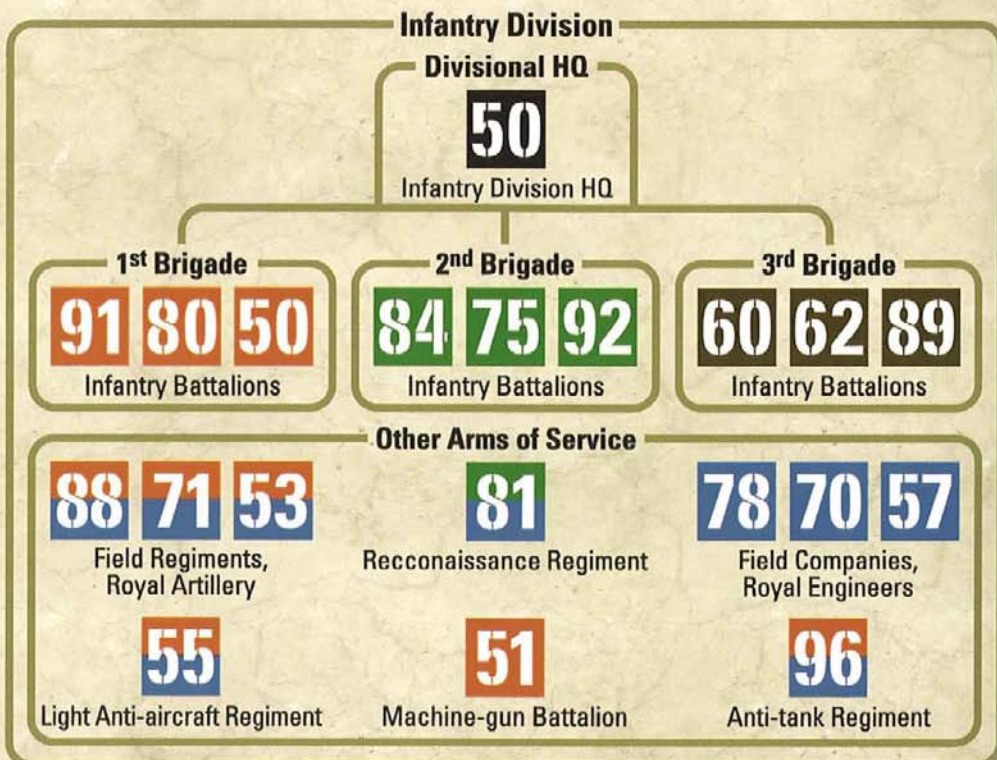 Infantry Division
Divisional HQ
50
Infantry Division HQ
1st Brigade
91 80 50
Infantry Battalions
2nd Brigade
84 75 92
Infantry Battalions
3rd Brigade
60 62 89
Infantry Battalions
Other Arms of Service
88 71 53
Field Regiments,
Royal Artillery
81
Recconaissance Regiment
78 70 57
Field Companies,
Royal Engineers
55
Light Anti-aircraft Regiment
51
Machine-gun Battalion
96
Anti-tank Regiment